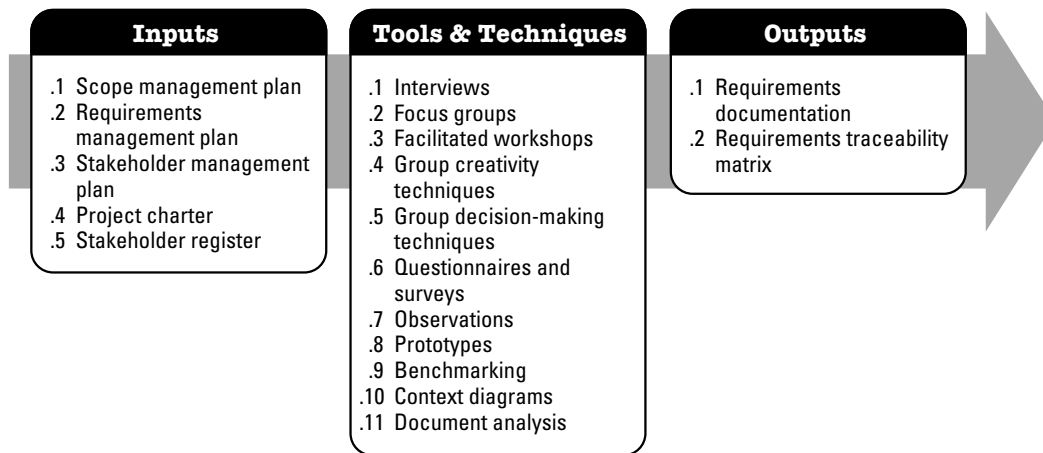 Inputs
.1 Scope management plan
.2 Requirements
management plan
.3 Stakeholder management
plan
.4 Project charter
.5 Stakeholder register
Tools & Techniques
.1 Interviews
.2 Focus groups
.3 Facilitated workshops
.4 Group creativity
techniques
.5 Group decision-making
techniques
.6 Questionnaires and
surveys
.7 Observations
.8 Prototypes
.9 Benchmarking
.10 Context diagrams
.11 Document analysis
Outputs
.1 Requirements
documentation
.2 Requirements traceability
matrix